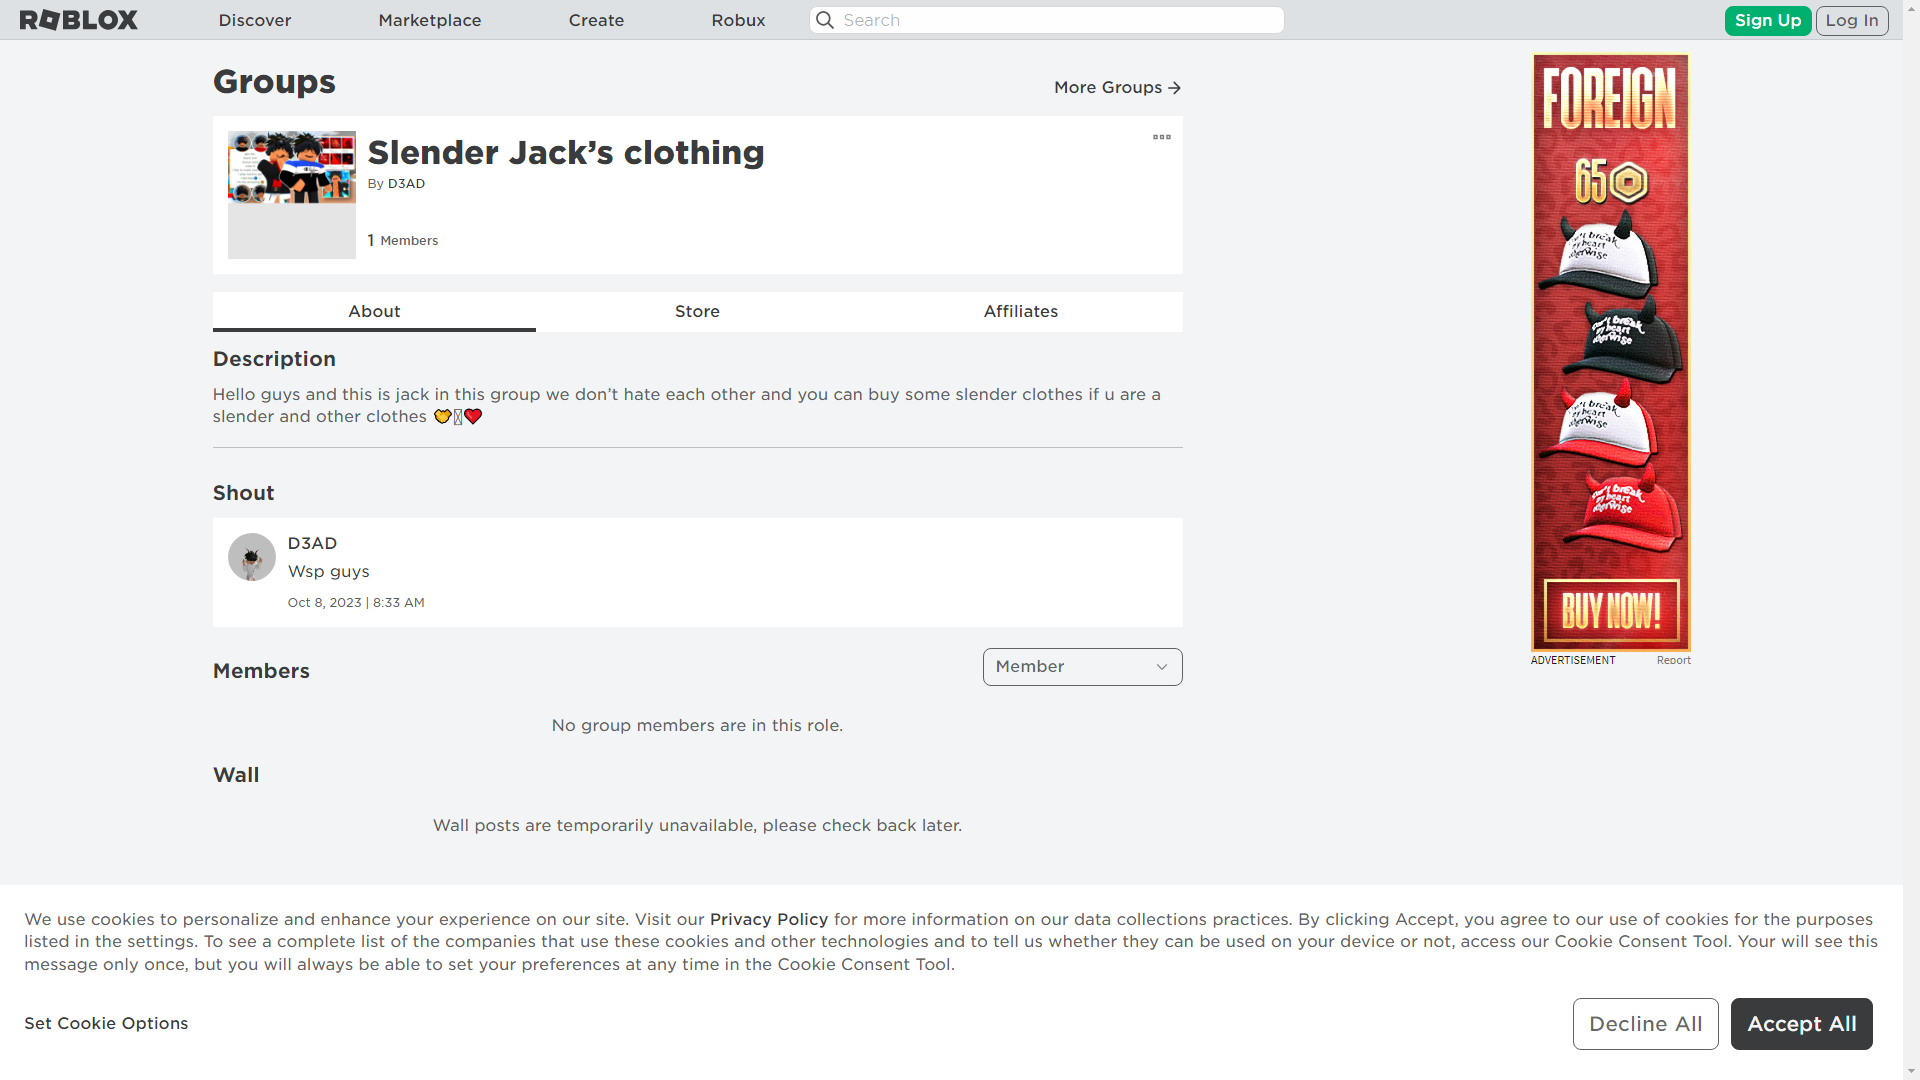 ROBLOX
Discover
Marketplace
Create
Robux
Search
Sign Up
Log In
Groups
More Groups
Slender Jack’s clothing
By D3AD
1 Members
About
Store
Affiliates
Description
Hello guys and this is jack in this group we don’t hate each other and you can buy some slender clothes if u are a
slender and other clothes
Shout
D3AD
Wsp guys
Oct 8, 2023 | 8:33 AM
Members
Member
No group members are in this role.
Wall
Wall posts are temporarily unavailable, please check back later.
FOREIGN
65
BUY NOW!
ADVERTISEMENT
Report
We use cookies to personalize and enhance your experience on our site. Visit our Privacy Policy for more information on our data collections practices. By clicking Accept, you agree to our use of cookies for the purposes
listed in the settings. To see a complete list of the companies that use these cookies and other technologies and to tell us whether they can be used on your device or not, access our Cookie Consent Tool. Your will see this
message only once, but you will always be able to set your preferences at any time in the Cookie Consent Tool.
Set Cookie Options
Decline All
Accept All